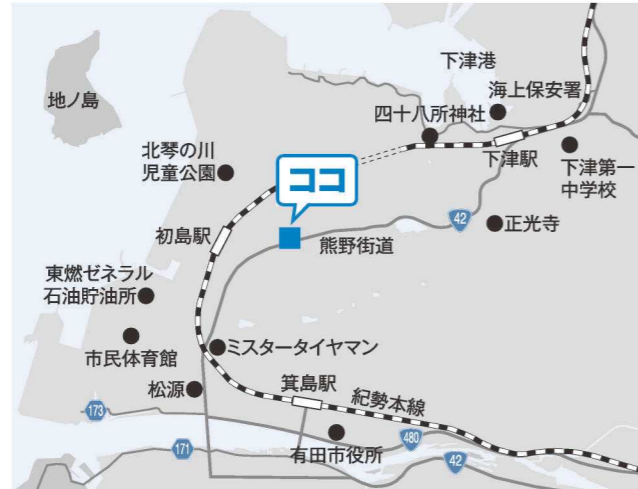 下津港
海上保安署
地ノ島
四十八所神社
北琴の川
児童公園
下津駅
下津第一
中学校
ココ
42
正光寺
初島駅
熊野街道
東燃ゼネラル
石油貯油所
市民体育館
ミスタータイヤマン
松源
箕島駅
紀勢本線
173
有田市役所
480
171
42